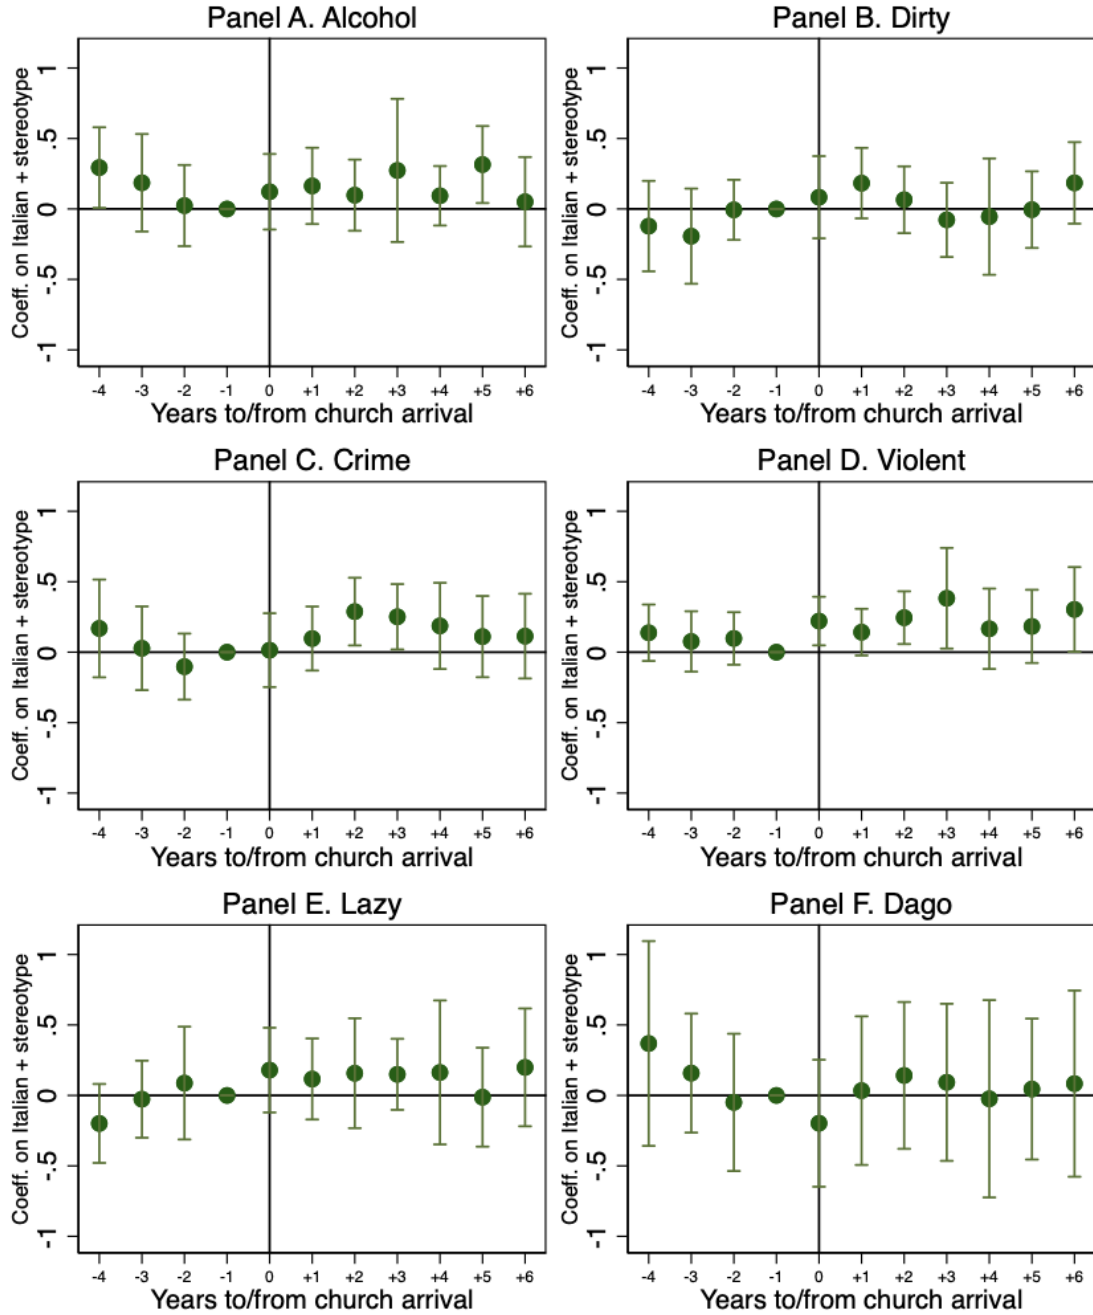 Panel A. Alcohol
Coeff. on Italian + stereotype
1
.5
0
-.5
-1
-4 -3 -2 -1 0 +1 +2 +3 +4 +5 +6
Years to/from church arrival
Panel B. Dirty
Coeff. on Italian + stereotype
1
.5
0
-.5
-1
-4 -3 -2 -1 0 +1 +2 +3 +4 +5 +6
Years to/from church arrival
Panel C. Crime
Coeff. on Italian + stereotype
1
.5
0
-.5
-1
-4 -3 -2 -1 0 +1 +2 +3 +4 +5 +6
Years to/from church arrival
Panel D. Violent
Coeff. on Italian + stereotype
1
.5
0
-.5
-1
-4 -3 -2 -1 0 +1 +2 +3 +4 +5 +6
Years to/from church arrival
Panel E. Lazy
Coeff. on Italian + stereotype
1
.5
0
-.5
-1
-4 -3 -2 -1 0 +1 +2 +3 +4 +5 +6
Years to/from church arrival
Panel F. Dago
Coeff. on Italian + stereotype
1
.5
0
-.5
-1
-4 -3 -2 -1 0 +1 +2 +3 +4 +5 +6
Years to/from church arrival